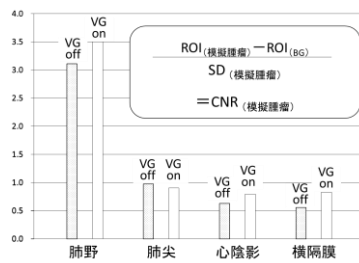 4.0
3.5
3.0
2.5
2.0
1.5
1.0
0.5
0.0
VG
off
VG
on
VG
off
VG
on
VG
off
VG
on
VG
off
VG
on
ROI(模擬腫瘤)－ROI(BG)
SD(模擬腫瘤)
＝CNR(模擬腫瘤)
肺野 肺尖 心陰影 横隔膜